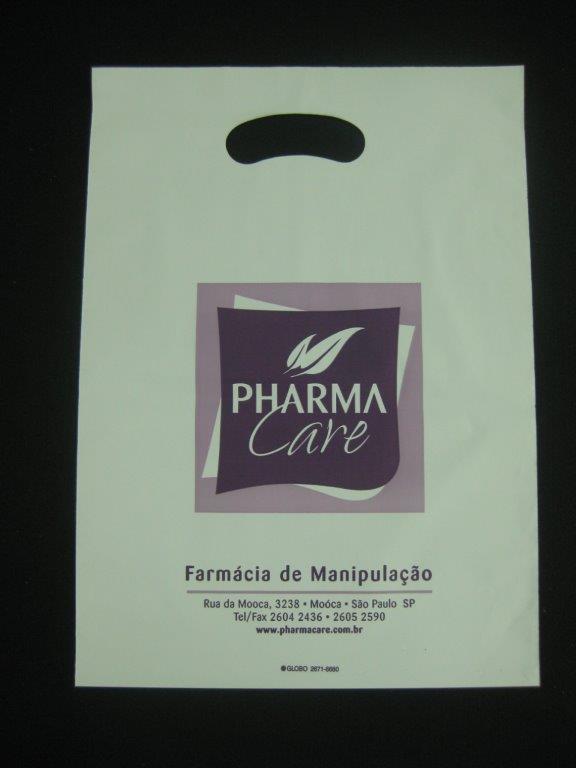 PHARMA
Care
Farmácia de Manipulação
Rua da Mooca, 3238 • Moóca • São Paulo SP
Tel/Fax 2604 2436 • 2605 2590
www.pharmacare.com.br
GLOBO 2671-6680